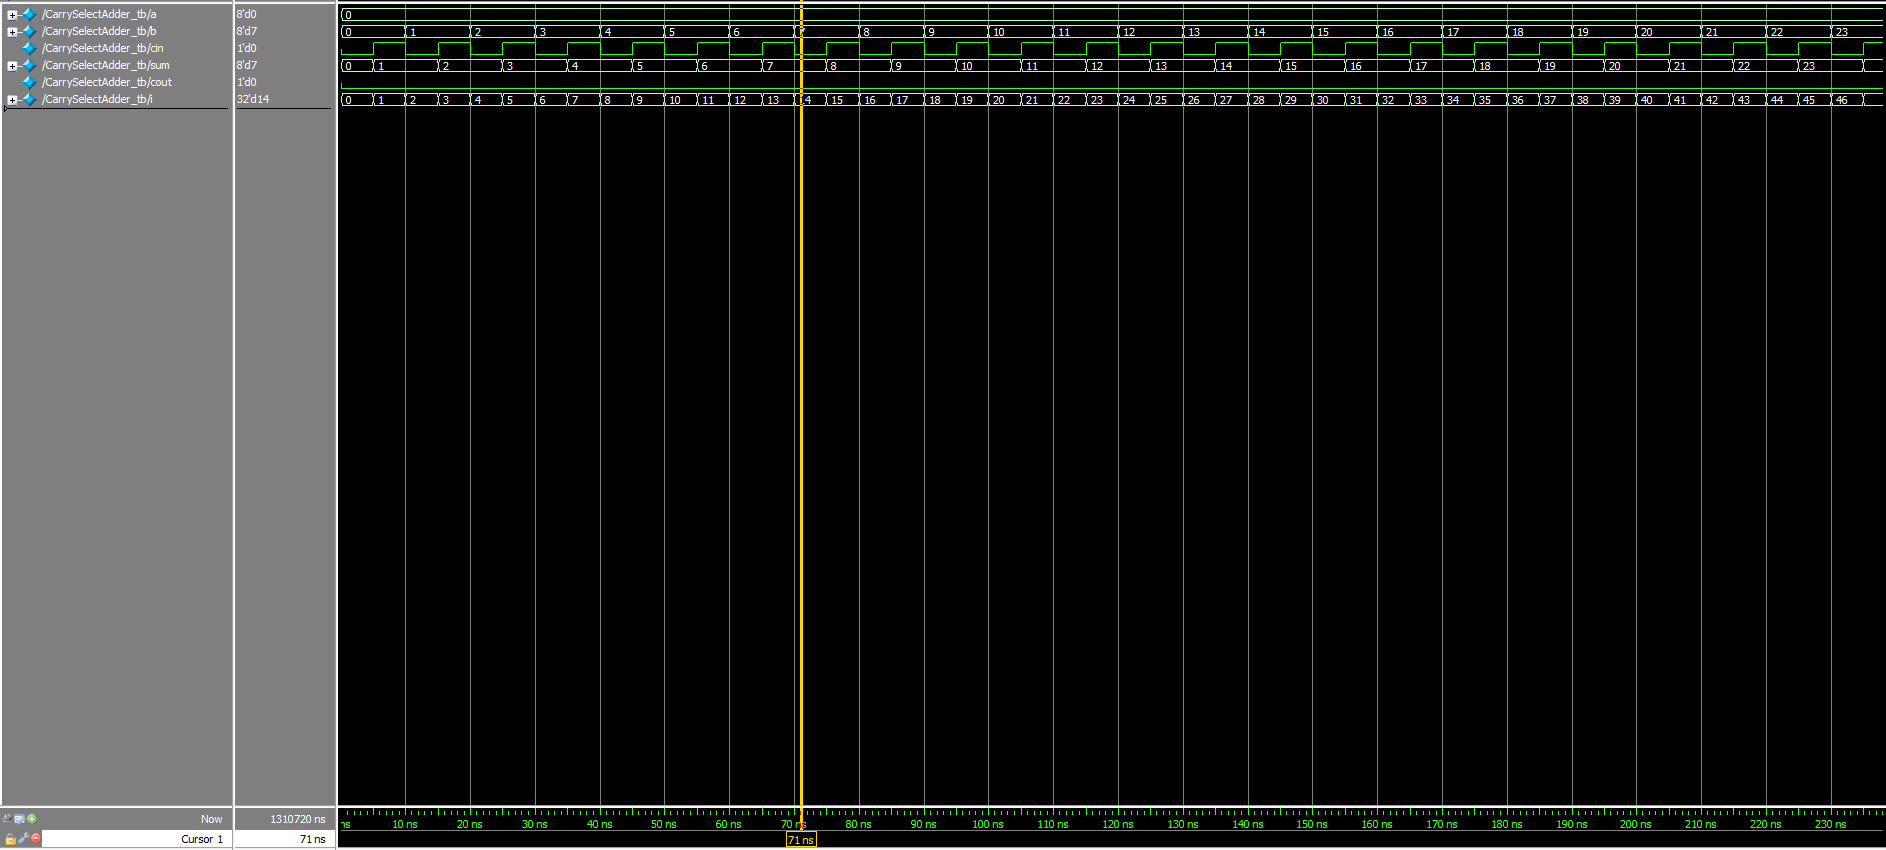 /CarrySelectAdder_tb/a 8'd0 0
/CarrySelectAdder_tb/b 8'd7 0 1 2 3 4 5 6 7 8 9 10 11 12 13 14 15 16 17 18 19 20 21 22 23
/CarrySelectAdder_tb/cin 1'd0
/CarrySelectAdder_tb/sum 8'd7 0 1 2 3 4 5 6 7 8 9 10 11 12 13 14 15 16 17 18 19 20 21 22 23
/CarrySelectAdder_tb/cout 1'd0
/CarrySelectAdder_tb/i 32'd14 0 1 2 3 4 5 6 7 8 9 10 11 12 13 14 15 16 17 18 19 20 21 22 23 24 25 26 27 28 29 30 31 32 33 34 35 36 37 38 39 40 41 42 43 44 45 46
Now 1310720 ns ns 10 ns 20 ns 30 ns 40 ns 50 ns 60 ns 70 ns 80 ns 90 ns 100 ns 110 ns 120 ns 130 ns 140 ns 150 ns 160 ns 170 ns 180 ns 190 ns 200 ns 210 ns 220 ns 230 ns
Cursor 1 71 ns 71 ns